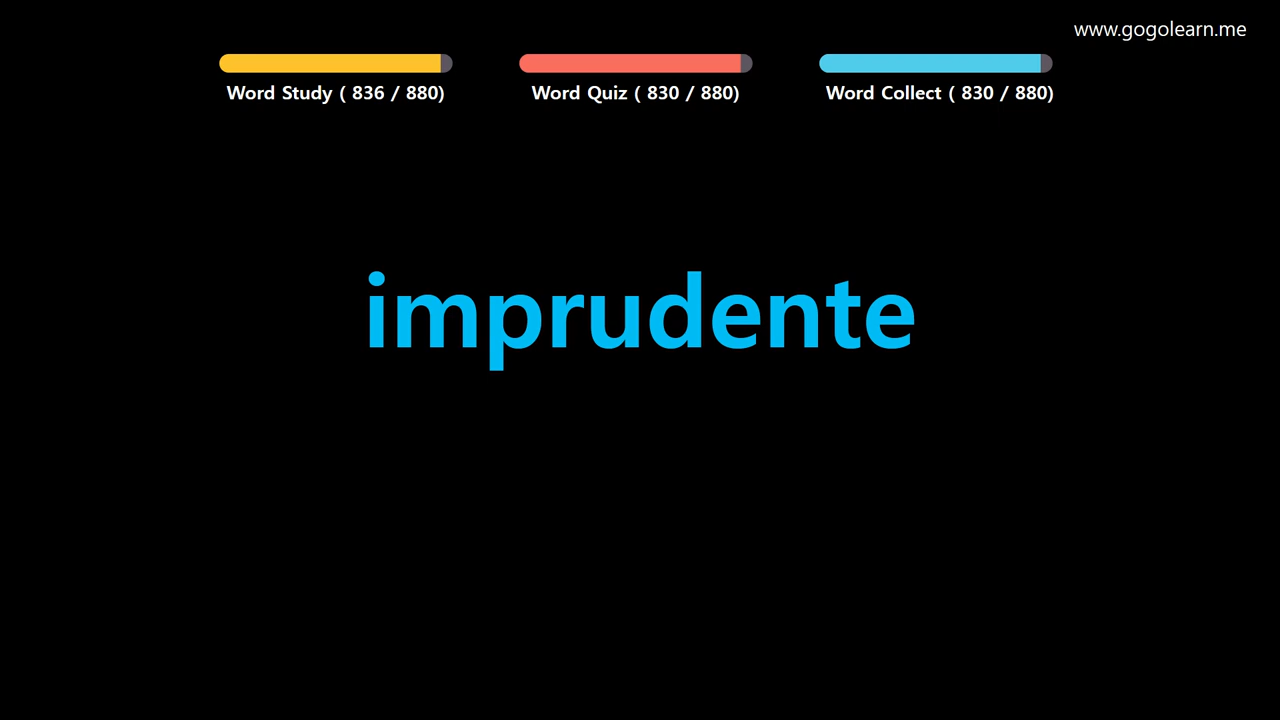 www.gogolearn.me
Word Study ( 836 / 880)
Word Quiz ( 830 / 880)
Word Collect ( 830 / 880)
imprudente